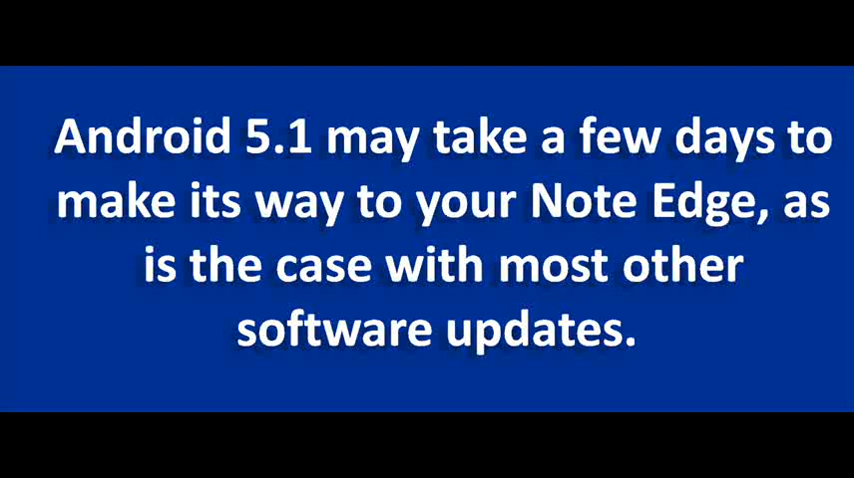 Android 5.1 may take a few days to
make its way to your Note Edge, as
is the case with most other
software updates.